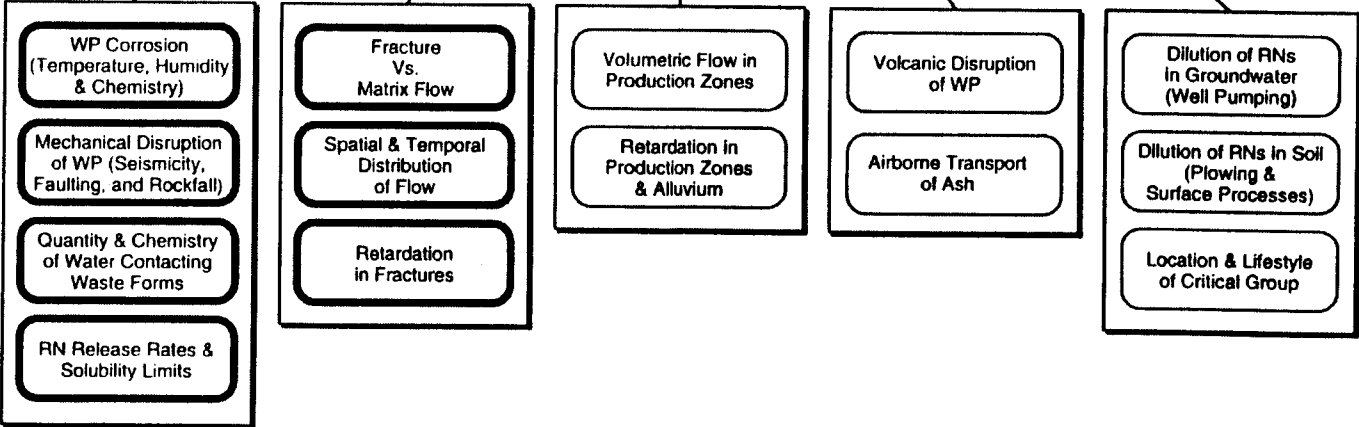 WP Corrosion
(Temperature, Humidity
& Chemistry)
Mechanical Disruption
of WP (Seismicity,
Faulting, and Rockfall)
Quantity & Chemistry
of Water Contacting
Waste Forms
RN Release Rates &
Solubility Limits
Fracture
Vs.
Matrix Flow
Spatial & Temporal
Distribution
of Flow
Retardation
in Fractures
Volumetric Flow in
Production Zones
Retardation in
Production Zones
& Alluvium
Volcanic Disruption
of WP
Airborne Transport
of Ash
Dilution of RNs
in Groundwater
(Well Pumping)
Dilution of RNs in Soil
(Plowing &
Surface Processes)
Location & Lifestyle
of Critical Group